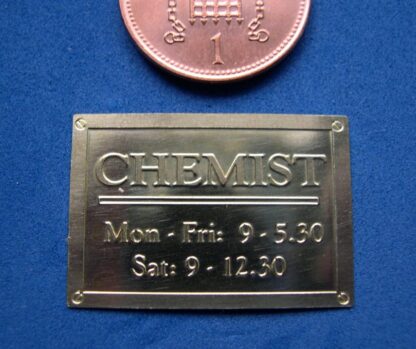 1
CHEMIST
Mon - Fri: 9 - 5.30
Sat: 9 - 12.30